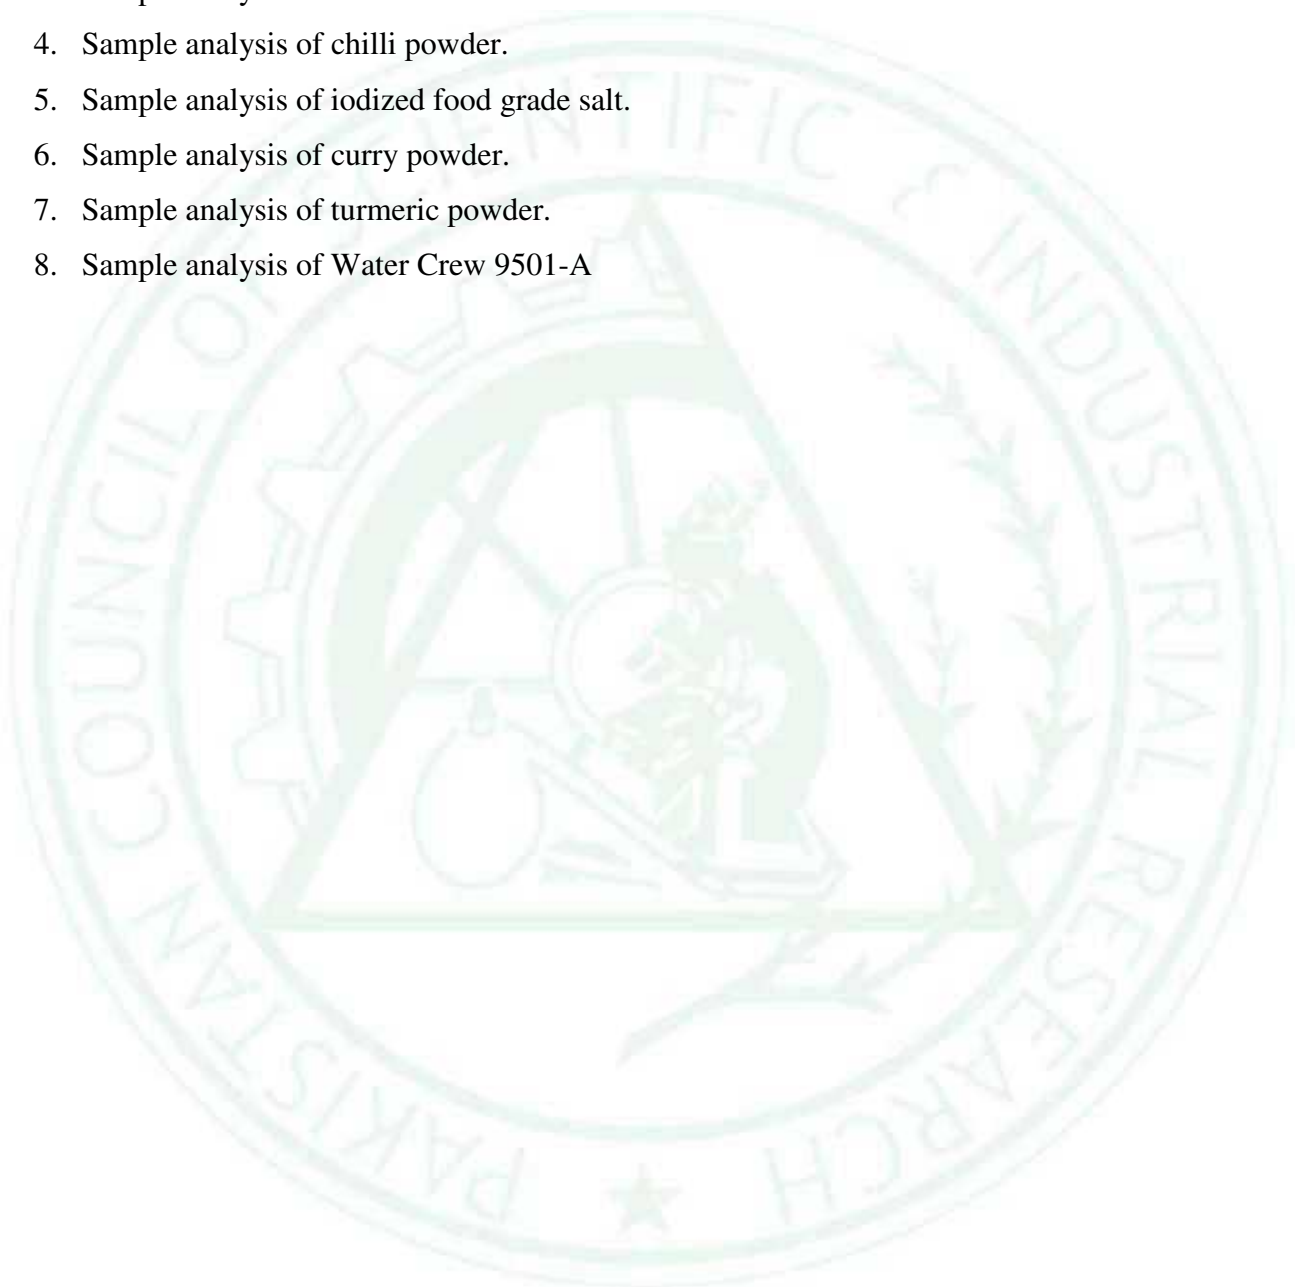 4. Sample analysis of chilli powder.
5. Sample analysis of iodized food grade salt.
6. Sample analysis of curry powder.
7. Sample analysis of turmeric powder.
8. Sample analysis of Water Crew 9501-A
PAKISTAN COUNCIL OF SCIENTIFIC & INDUSTRIAL RESEARCH